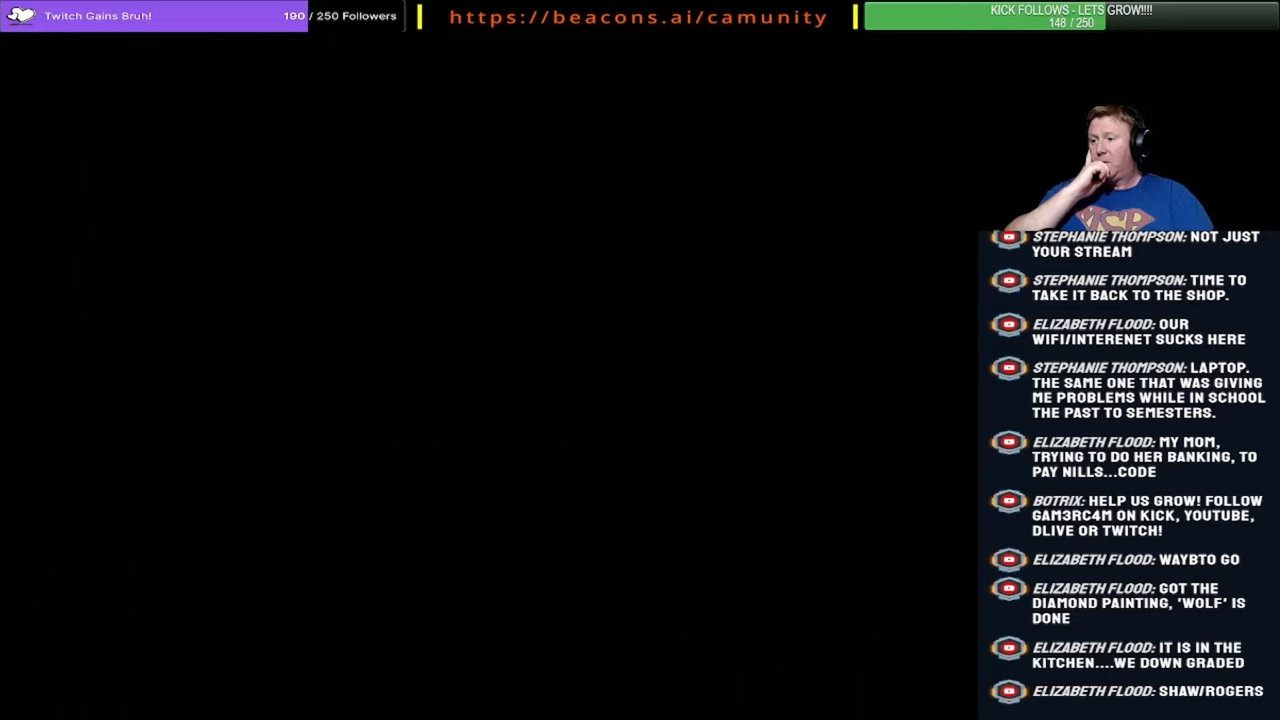 Twitch Gains Bruh!
190 / 250 Followers
https://beacons.ai/camunity
KICK FOLLOWS - LETS GROW!!!!
148 / 250
MSP
STEPHANIE THOMPSON: NOT JUST
YOUR STREAM
STEPHANIE THOMPSON: TIME TO
TAKE IT BACK TO THE SHOP.
ELIZABETH FLOOD: OUR
WIFI/INTERENET SUCKS HERE
STEPHANIE THOMPSON: LAPTOP.
THE SAME ONE THAT WAS GIVING
ME PROBLEMS WHILE IN SCHOOL
THE PAST TO SEMESTERS.
ELIZABETH FLOOD: MY MOM,
TRYING TO DO HER BANKING, TO
PAY NILLS...CODE
BOTRIX: HELP US GROW! FOLLOW
GAM3RC4M ON KICK, YOUTUBE,
DLIVE OR TWITCH!
ELIZABETH FLOOD: WAYBTO GO
ELIZABETH FLOOD: GOT THE
DIAMOND PAINTING, 'WOLF' IS
DONE
ELIZABETH FLOOD: IT IS IN THE
KITCHEN....WE DOWN GRADED
ELIZABETH FLOOD: SHAW/ROGERS